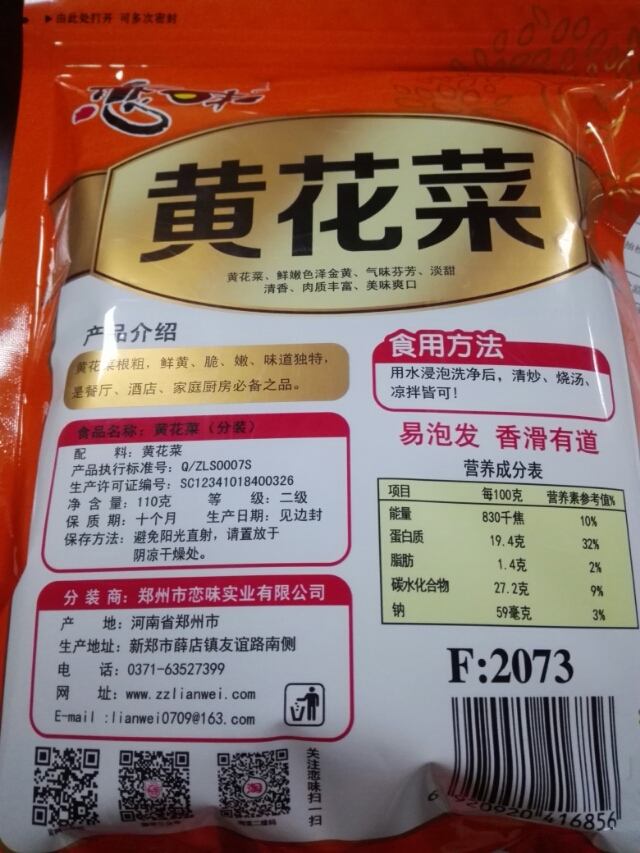 ▶由此处打开 可多次密封
恋味
黄花菜
黄花菜、鲜嫩色泽金黄、气味芬芳、淡甜
清香、肉质丰富、美味爽口
产品介绍
黄花菜根粗，鲜黄、脆、嫩、味道独特，
是餐厅、酒店、家庭厨房必备之品。
食品名称：黄花菜（分装）
配 料：黄花菜
产品执行标准号：Q/ZLS0007S
生产许可证编号：SC12341018400326
净 含 量：110克 等 级：二级
保 质 期：十个月 生产日期：见边封
保存方法：避免阳光直射，请置放于
阴凉干燥处。
分 装 商：郑州市恋味实业有限公司
产 地：河南省郑州市
生产地址：新郑市薛店镇友谊路南侧
电 话：0371-63527399
网 址：www.zzlianwei.com
E-mail :lianwei0709@163.com
关注恋味扫一扫
食用方法
用水浸泡洗净后，清炒、烧汤、
凉拌皆可！
易泡发 香滑有道
营养成分表
项目 每100克 营养素参考值%
能量 830千焦 10%
蛋白质 19.4克 32%
脂肪 1.4克 2%
碳水化合物 27.2克 9%
钠 59毫克 3%
F:2073
6 920920 416856